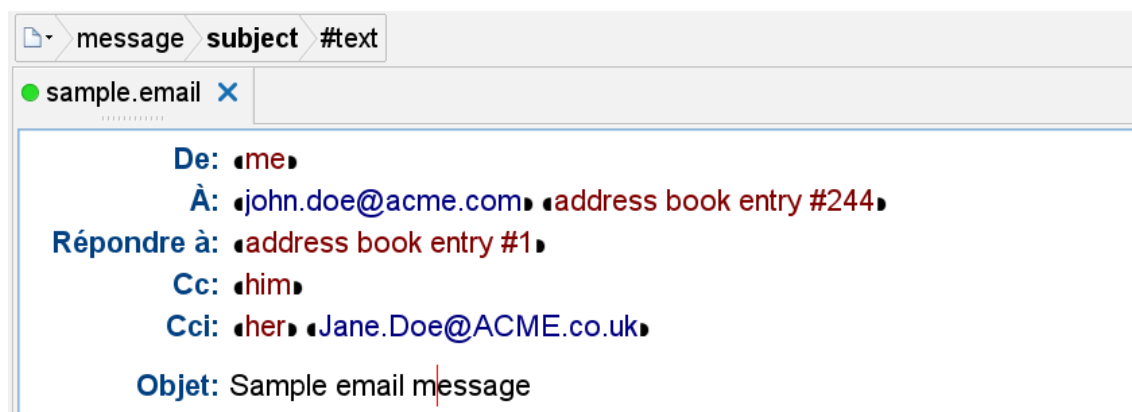 message subject #text
sample.email
De: me
À: john.doe@acme.com address book entry #244
Répondre à: address book entry #1
Cc: him
Cci: her Jane.Doe@ACME.co.uk
Objet: Sample email message